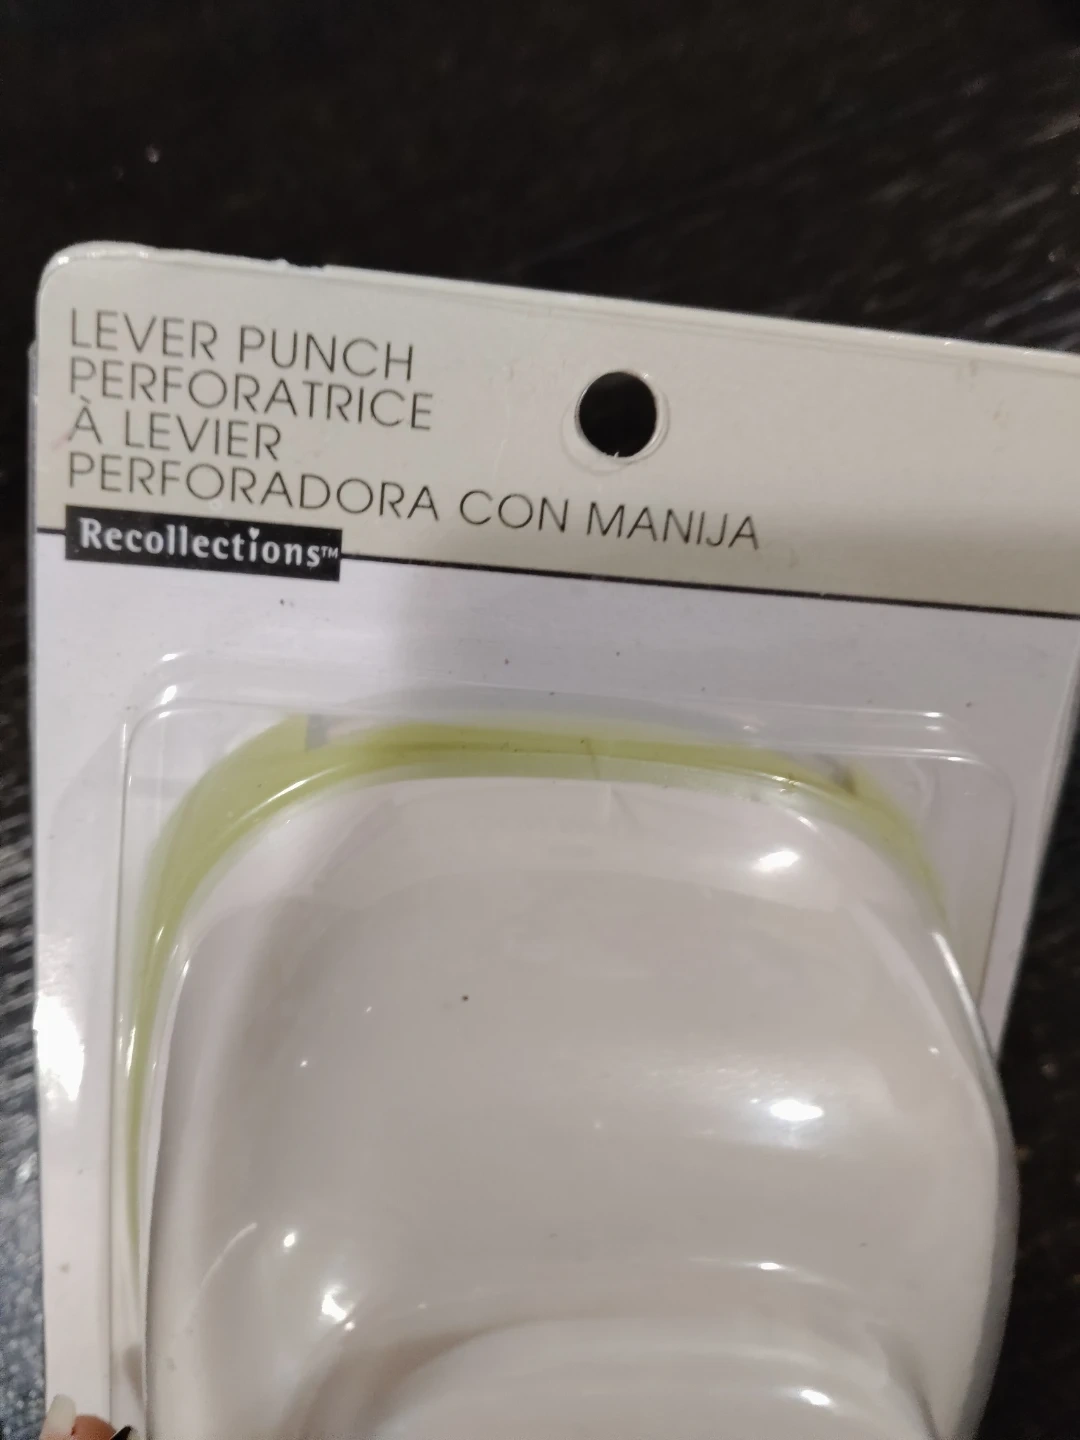 LEVER PUNCH
PERFORATRICE
À LEVIER
PERFORADORA CON MANIJA
Recollections™